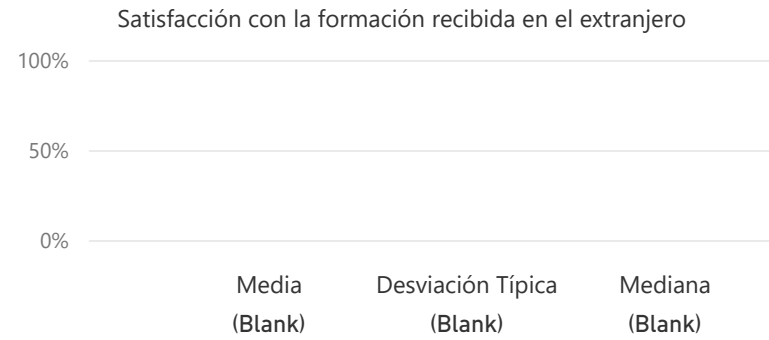 Satisfacción con la formación recibida en el extranjero
100%
50%
0%
Media Desviación Típica Mediana
(Blank) (Blank) (Blank)